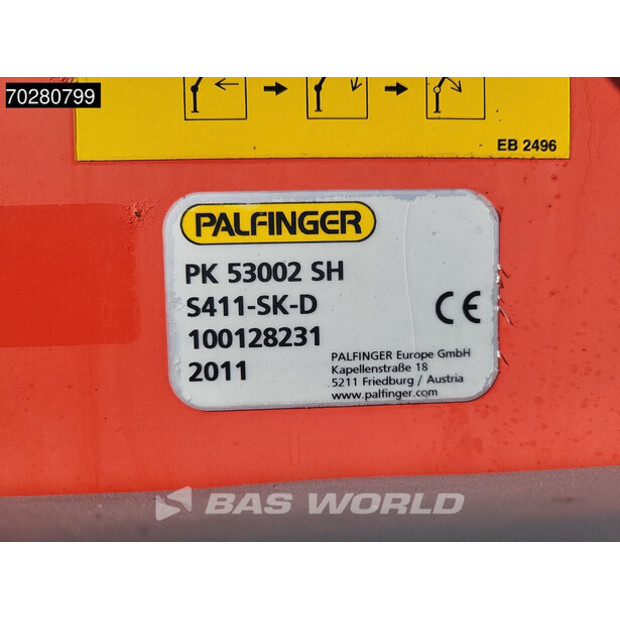 70280799
EB 2496
PALFINGER
PK 53002 SH
S411-SK-D
100128231
2011
CE
PALFINGER Europe GmbH
Kapellenstraße 18
5211 Friedburg / Austria
www.palfinger.com
BAS WORLD